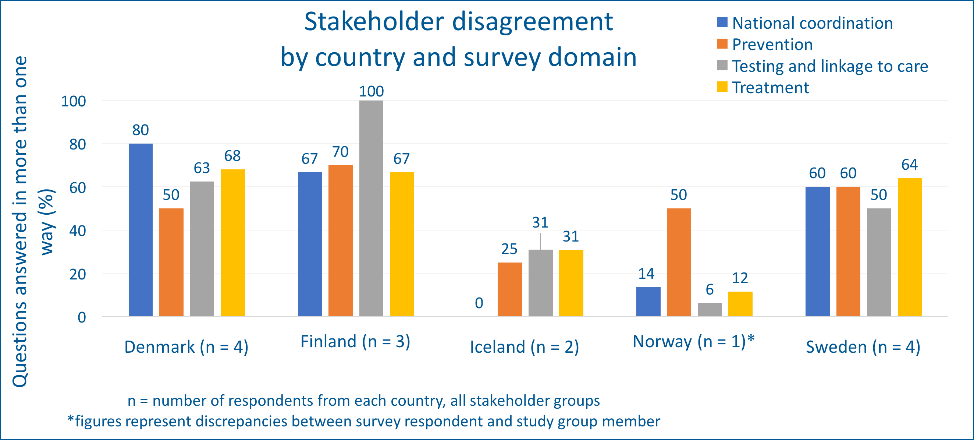 Stakeholder disagreement
by country and survey domain
National coordination
Prevention
Testing and linkage to care
Treatment
Questions answered in more than one
way (%)
100
80
60
40
20
0
80
50
63
68
67
70
100
67
0
25
31
31
14
50
6
12
60
60
50
64
Denmark (n = 4)
Finland (n = 3)
Iceland (n = 2)
Norway (n = 1)*
Sweden (n = 4)
n = number of respondents from each country, all stakeholder groups
*figures represent discrepancies between survey respondent and study group member